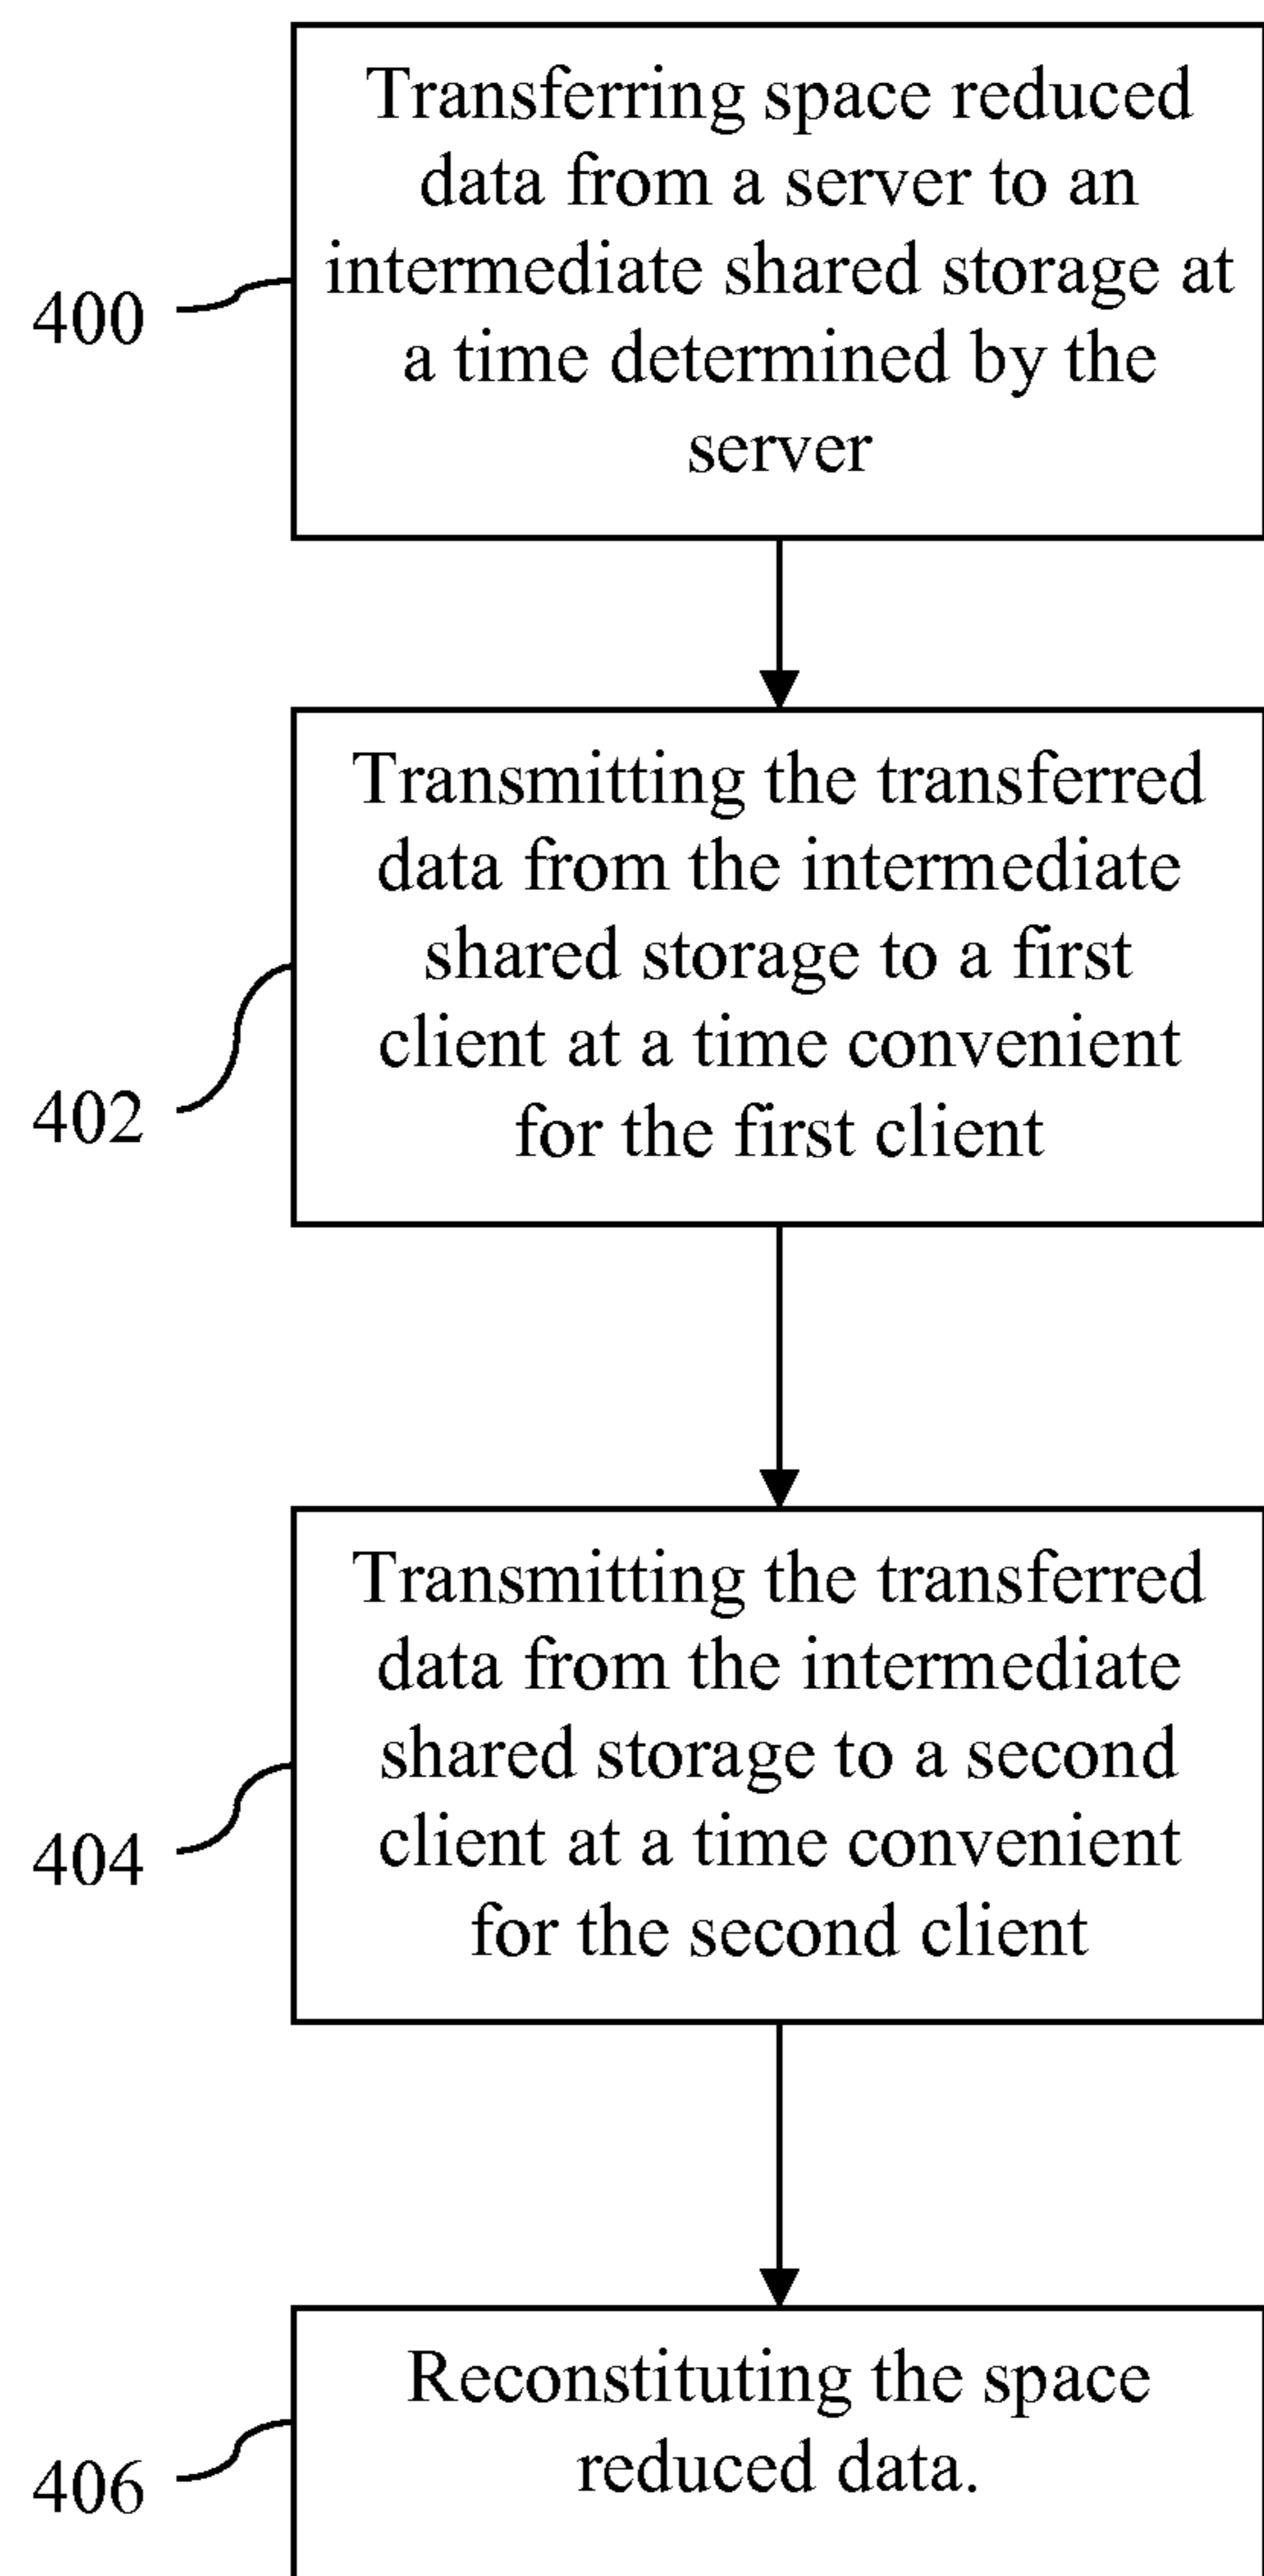 Transferring space reduced
data from a server to an
intermediate shared storage at
a time determined by the
server
400
Transmitting the transferred
data from the intermediate
shared storage to a first
client at a time convenient
for the first client
402
Transmitting the transferred
data from the intermediate
shared storage to a second
client at a time convenient
for the second client
404
Reconstituting the space
reduced data.
406